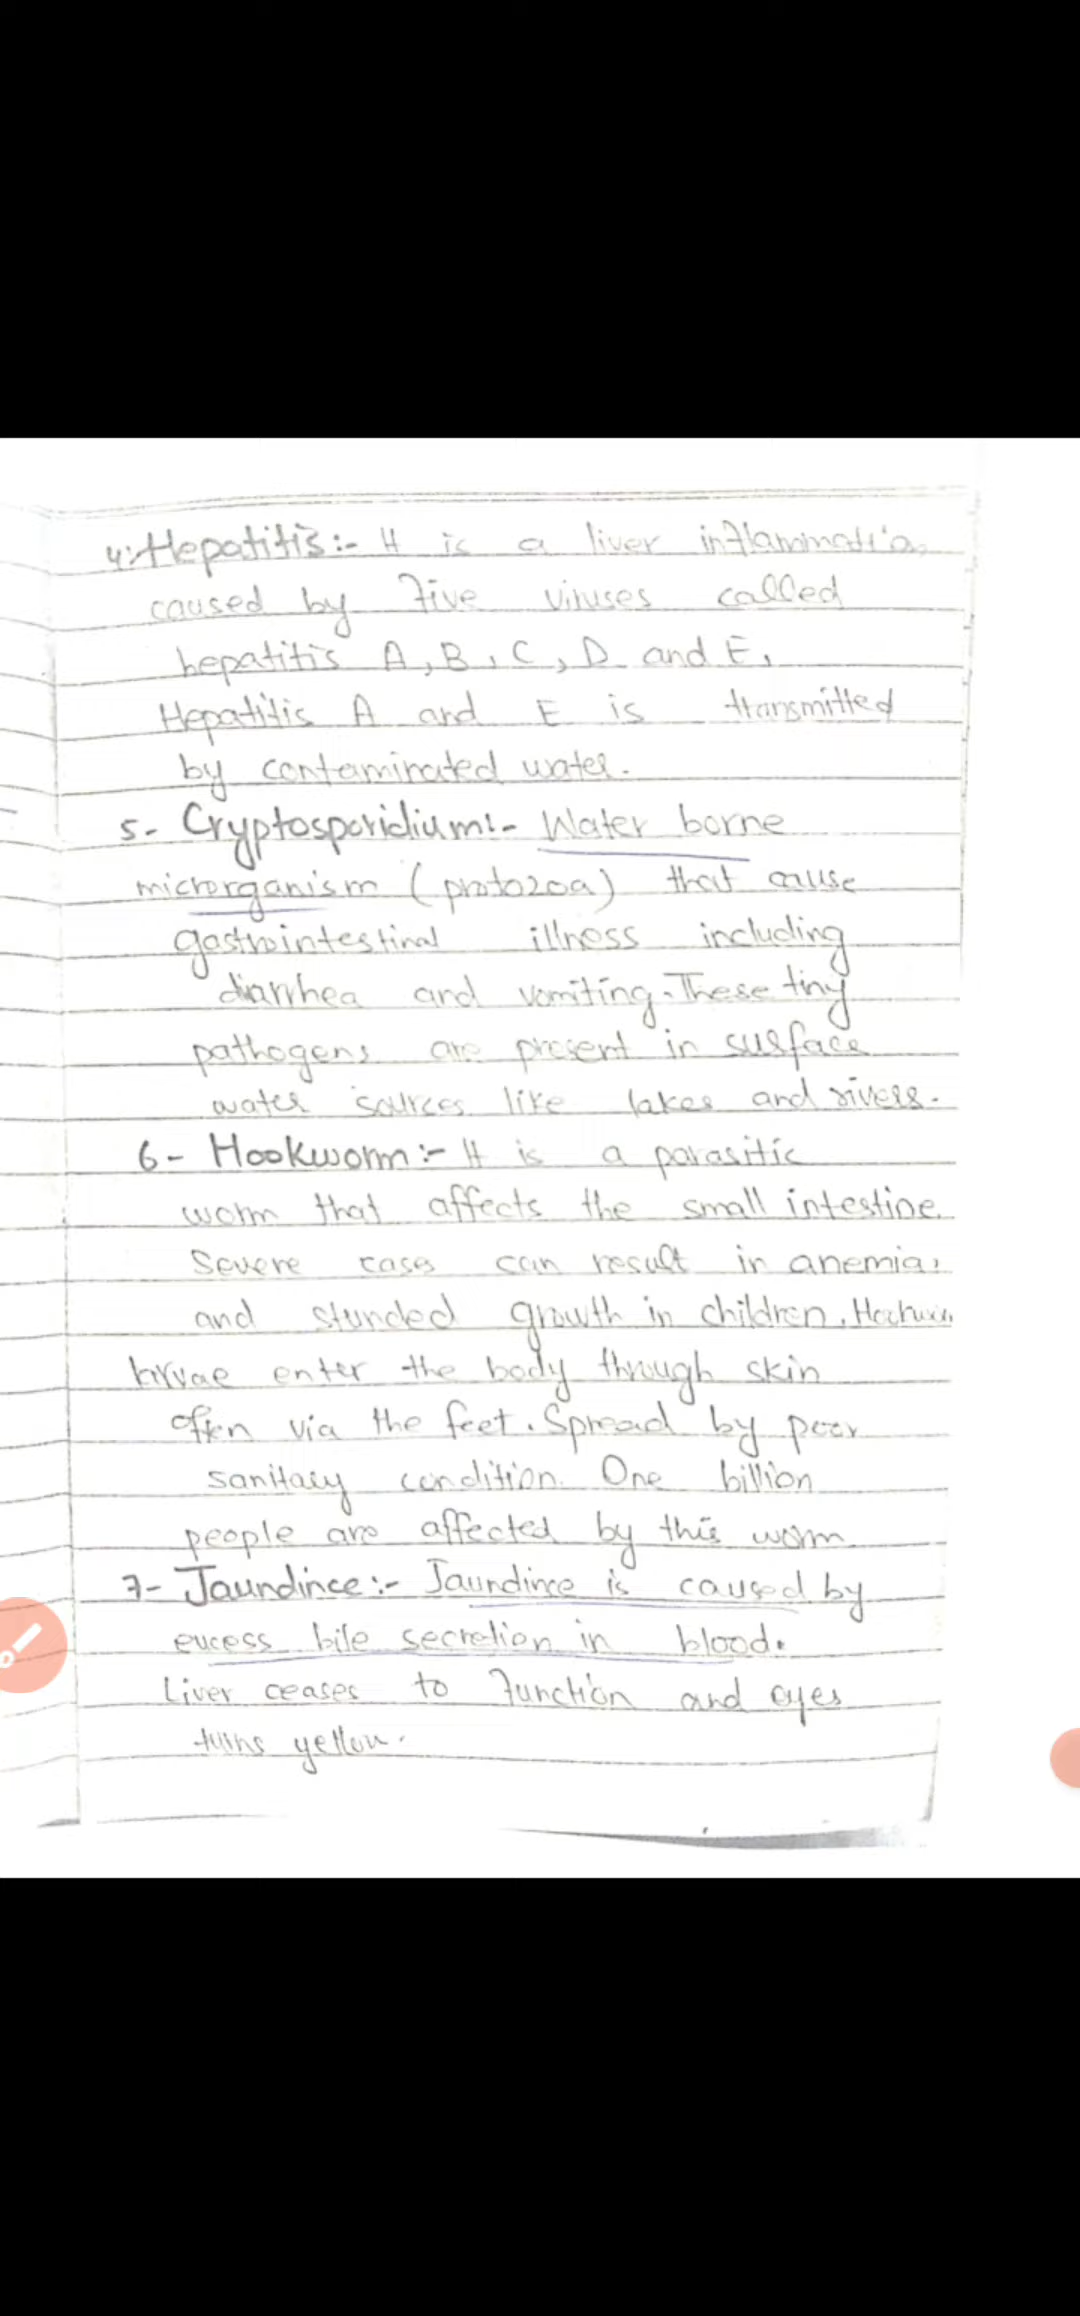 4:- Hepatitis:- It is a liver inflammation
caused by five viruses called
hepatitis A, B, C, D and E,
Hepatitis A and E is transmitted
by contaminated water.
5- Cryptosporidium:- Water borne
microrganism (protozoa) that cause
gastrointestinal illness including
diarrhea and vomiting. These tiny
pathogens are present in surface
water sources like lakes and rivers.
6- Hookworm:- It is a parasitic
worm that affects the small intestine.
Severe cases can result in anemia,
and stunded growth in children. Hookworm
larvae enter the body through skin
often via the feet. Spread by poor
sanitary condition. One billion
people are affected by this worm.
7- Jaundince:- Jaundince is caused by
excess bile secretion in blood.
Liver ceases to function and eyes
turns yellow.